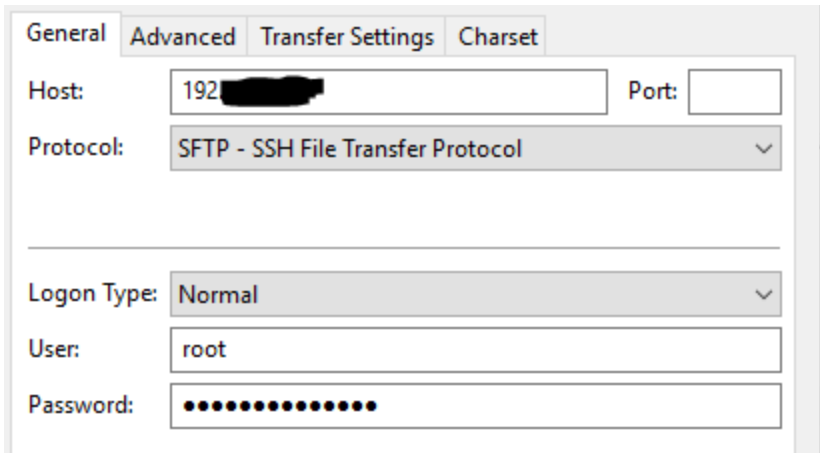 General Advanced Transfer Settings Charset
Host: 192 Port:
Protocol: SFTP - SSH File Transfer Protocol
Logon Type: Normal
User: root
Password: ••••••••••••••